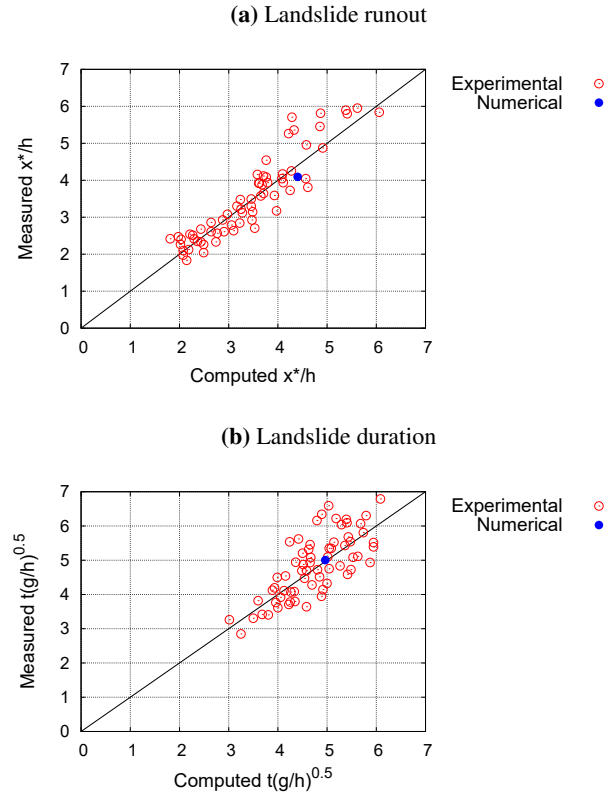 (a) Landslide runout
7
6
5
4
3
2
1
0
Measured x*/h
0 1 2 3 4 5 6 7
Computed x*/h
Experimental
Numerical
(b) Landslide duration
7
6
5
4
3
2
1
0
Measured t(g/h)^0.5
0 1 2 3 4 5 6 7
Computed t(g/h)^0.5
Experimental
Numerical